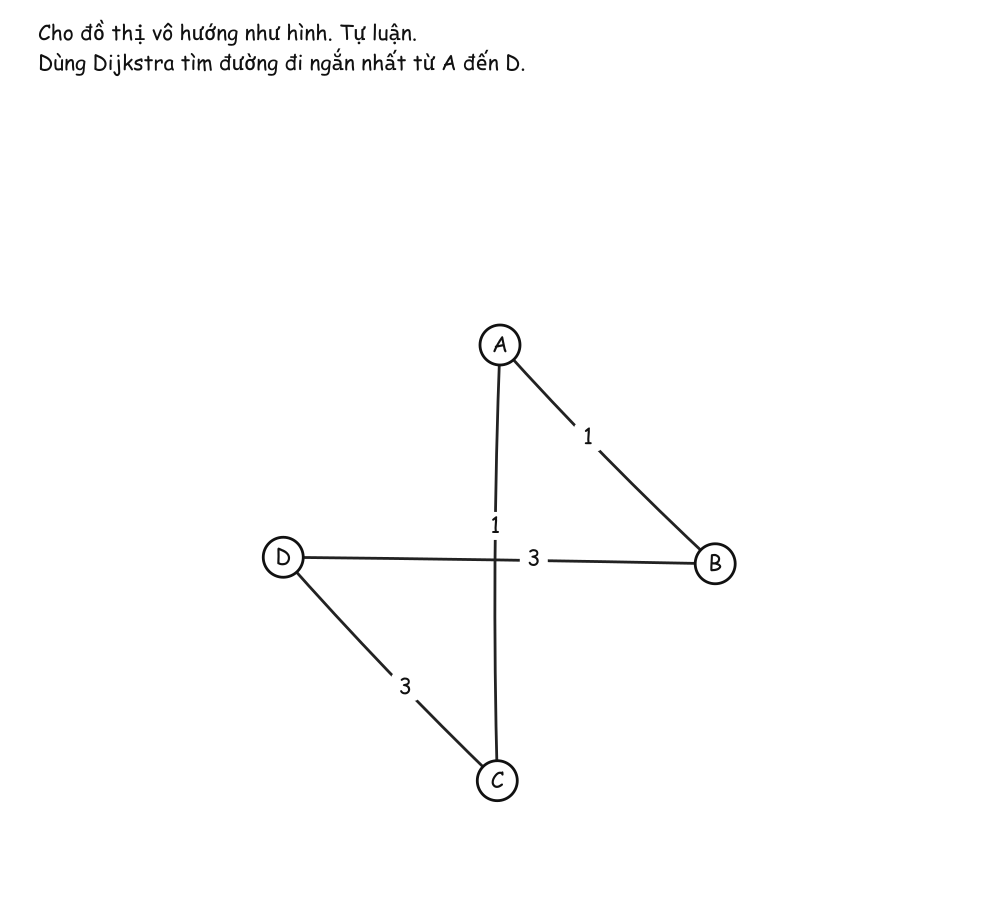 Cho đồ thị vô hướng như hình. Tự luận.
Dùng Dijkstra tìm đường đi ngắn nhất từ A đến D.
A
1
1
D
3
B
3
C